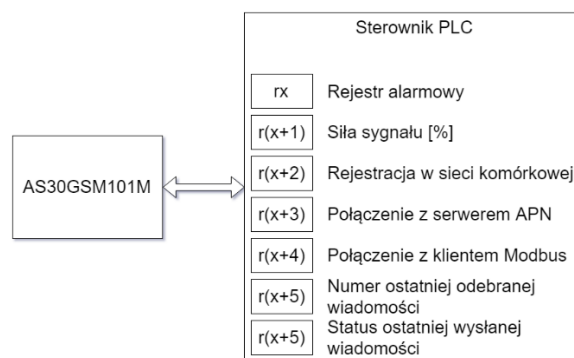 Sterownik PLC
rx Rejestr alarmowy
r(x+1) Siła sygnału [%]
r(x+2) Rejestracja w sieci komórkowej
AS30GSM101M
r(x+3) Połączenie z serwerem APN
r(x+4) Połączenie z klientem Modbus
r(x+5) Numer ostatniej odebranej
wiadomości
r(x+5) Status ostatniej wysłanej
wiadomości